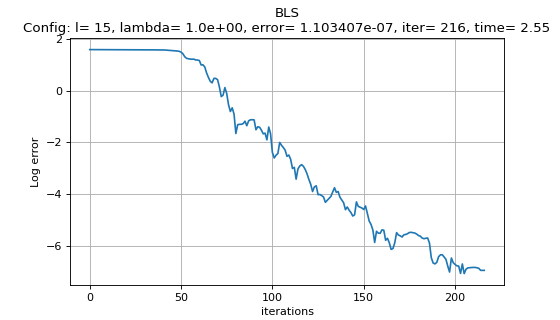 BLS
Config: l= 15, lambda= 1.0e+00, error= 1.103407e-07, iter= 216, time= 2.55
2
0
−2
−4
−6
Log error
0 50 100 150 200
iterations